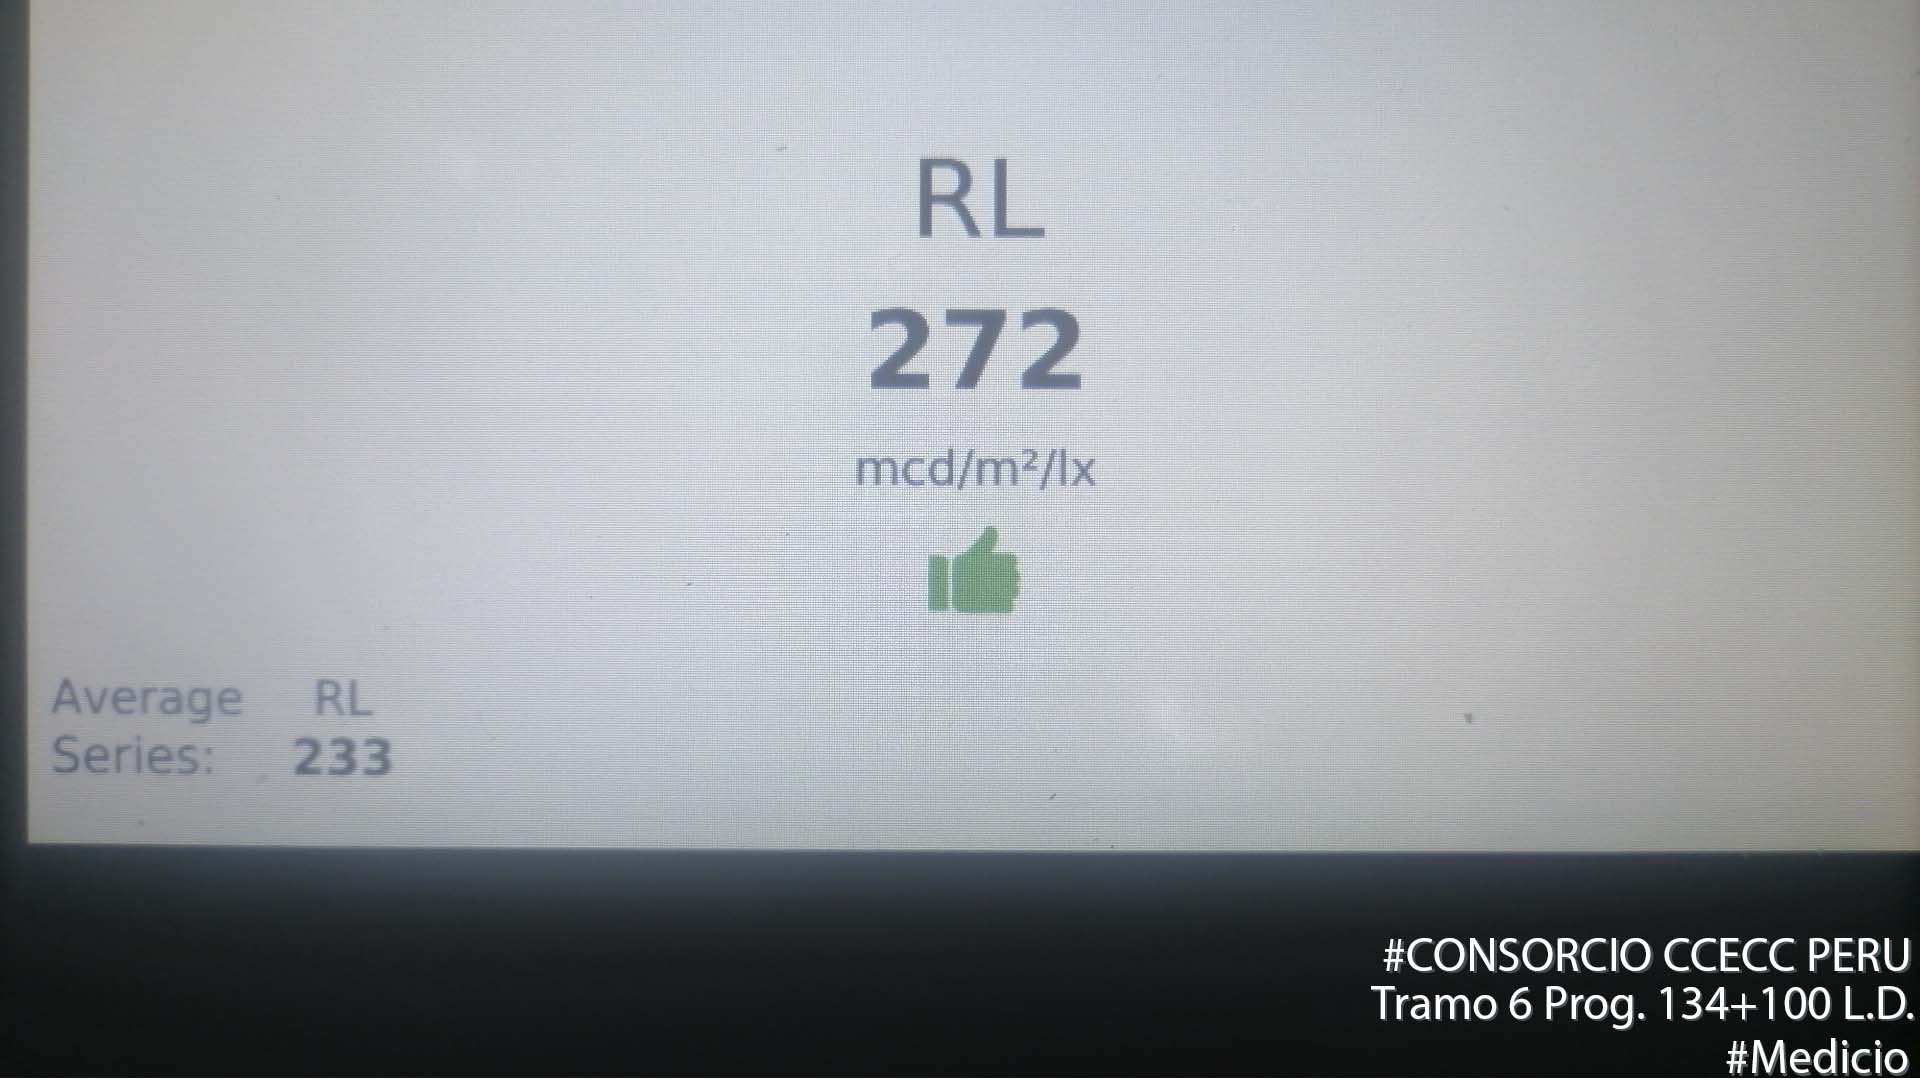 RL
272
mcd/m²/lx
Average RL
Series: 233
#CONSORCIO CCECC PERU
Tramo 6 Prog. 134+100 L.D.
#Medicio